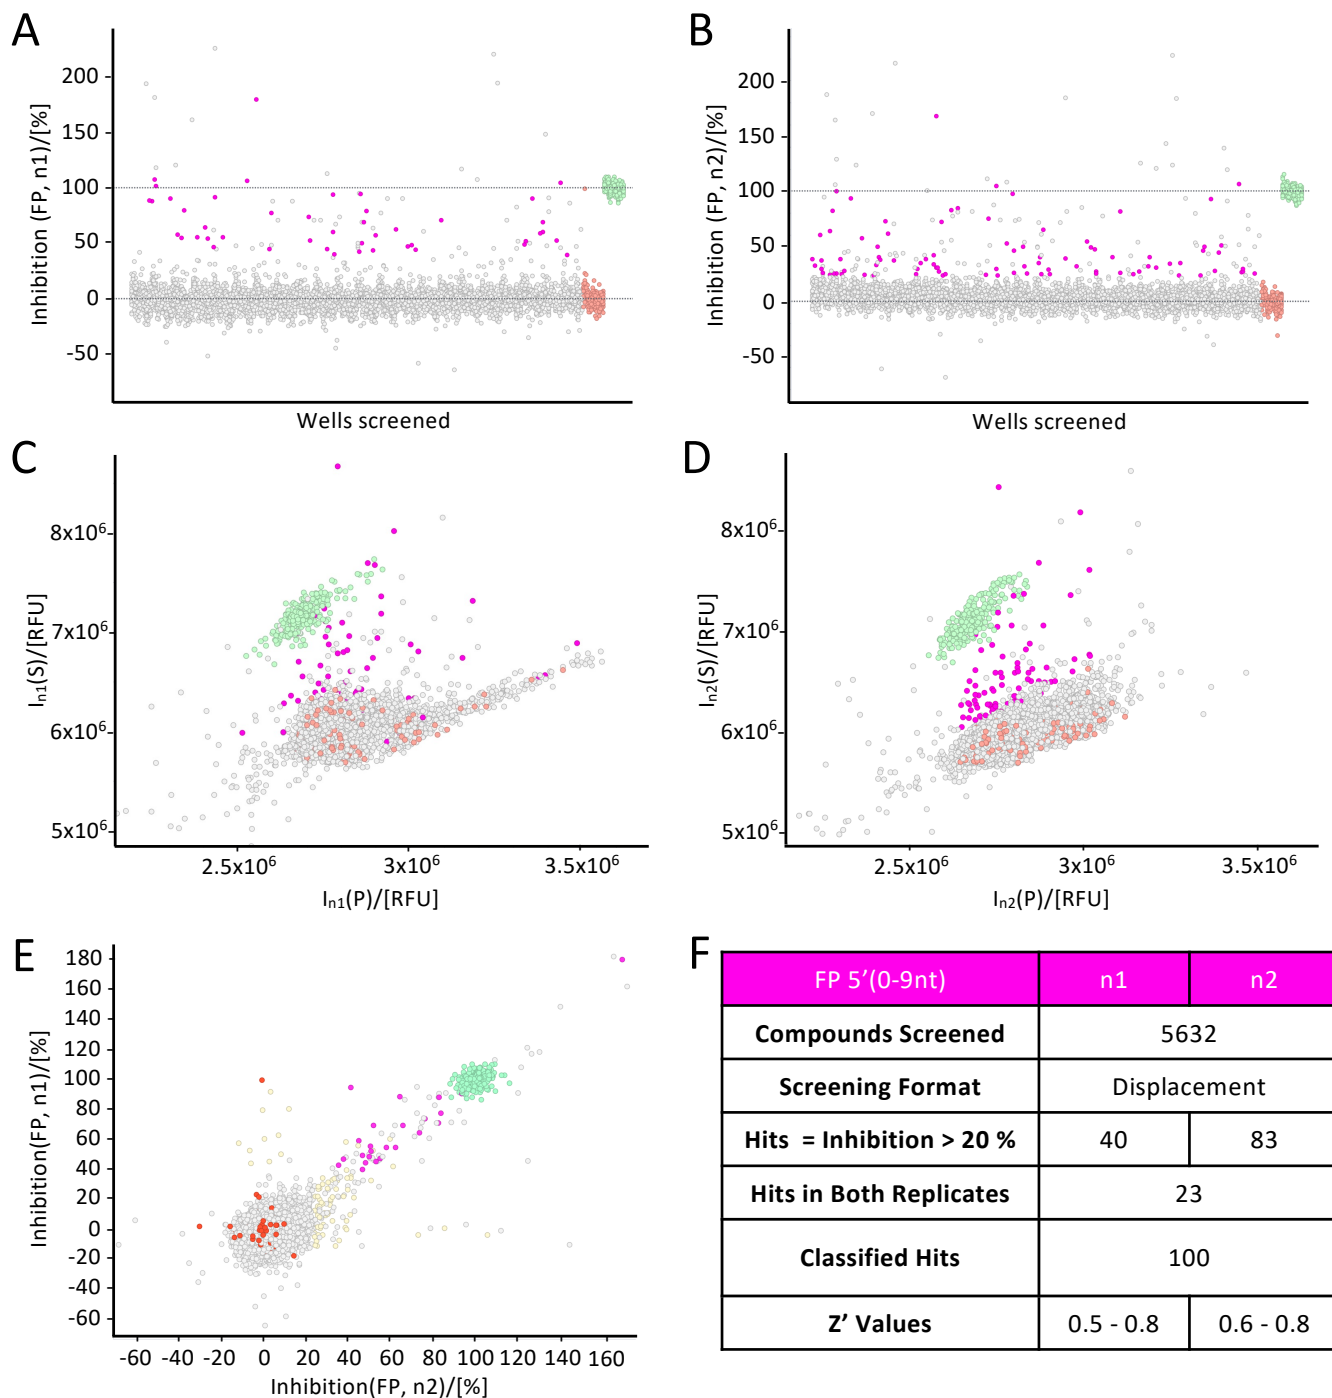 A
Inhibition (FP, n1)/[%]
200
150
100
50
0
-50
Wells screened
B
Inhibition (FP, n2)/[%]
200
150
100
50
0
-50
Wells screened
C
I_n1(S)/[RFU]
8x10⁶
7x10⁶
6x10⁶
5x10⁶
2.5x10⁶ 3x10⁶ 3.5x10⁶
I_n1(P)/[RFU]
D
I_n2(S)/[RFU]
8x10⁶
7x10⁶
6x10⁶
5x10⁶
2.5x10⁶ 3x10⁶ 3.5x10⁶
I_n2(P)/[RFU]
E
Inhibition(FP, n1)/[%]
180
160
140
120
100
80
60
40
20
0
-20
-40
-60
-60 -40 -20 0 20 40 60 80 100 120 140 160
Inhibition(FP, n2)/[%]
F
FP 5'(0-9nt) n1 n2
Compounds Screened 5632
Screening Format Displacement
Hits = Inhibition > 20 % 40 83
Hits in Both Replicates 23
Classified Hits 100
Z' Values 0.5 - 0.8 0.6 - 0.8